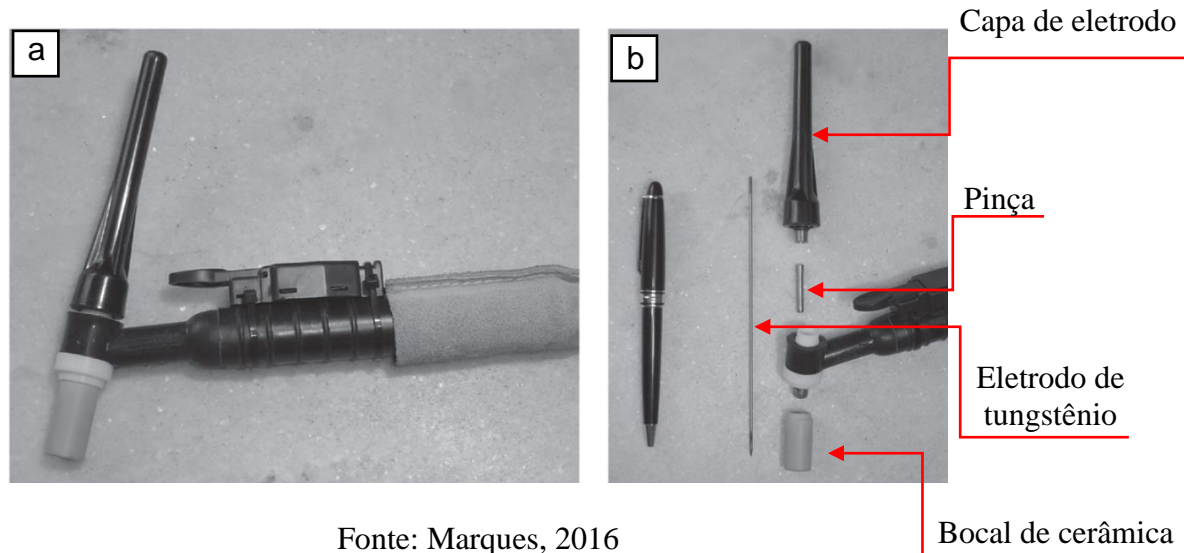 a
b
Capa de eletrodo
Pinça
Eletrodo de
tungstênio
Bocal de cerâmica
Fonte: Marques, 2016